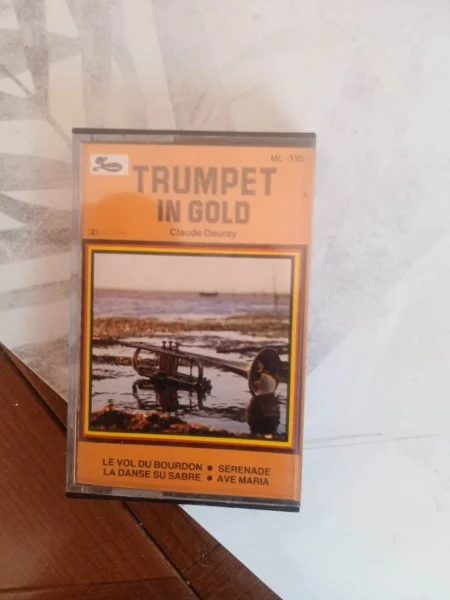 ML-310
TRUMPET
IN GOLD
Claude Dauray
LE VOL DU BOURDON • SERENADE
LA DANSE SU SABRE • AVE MARIA